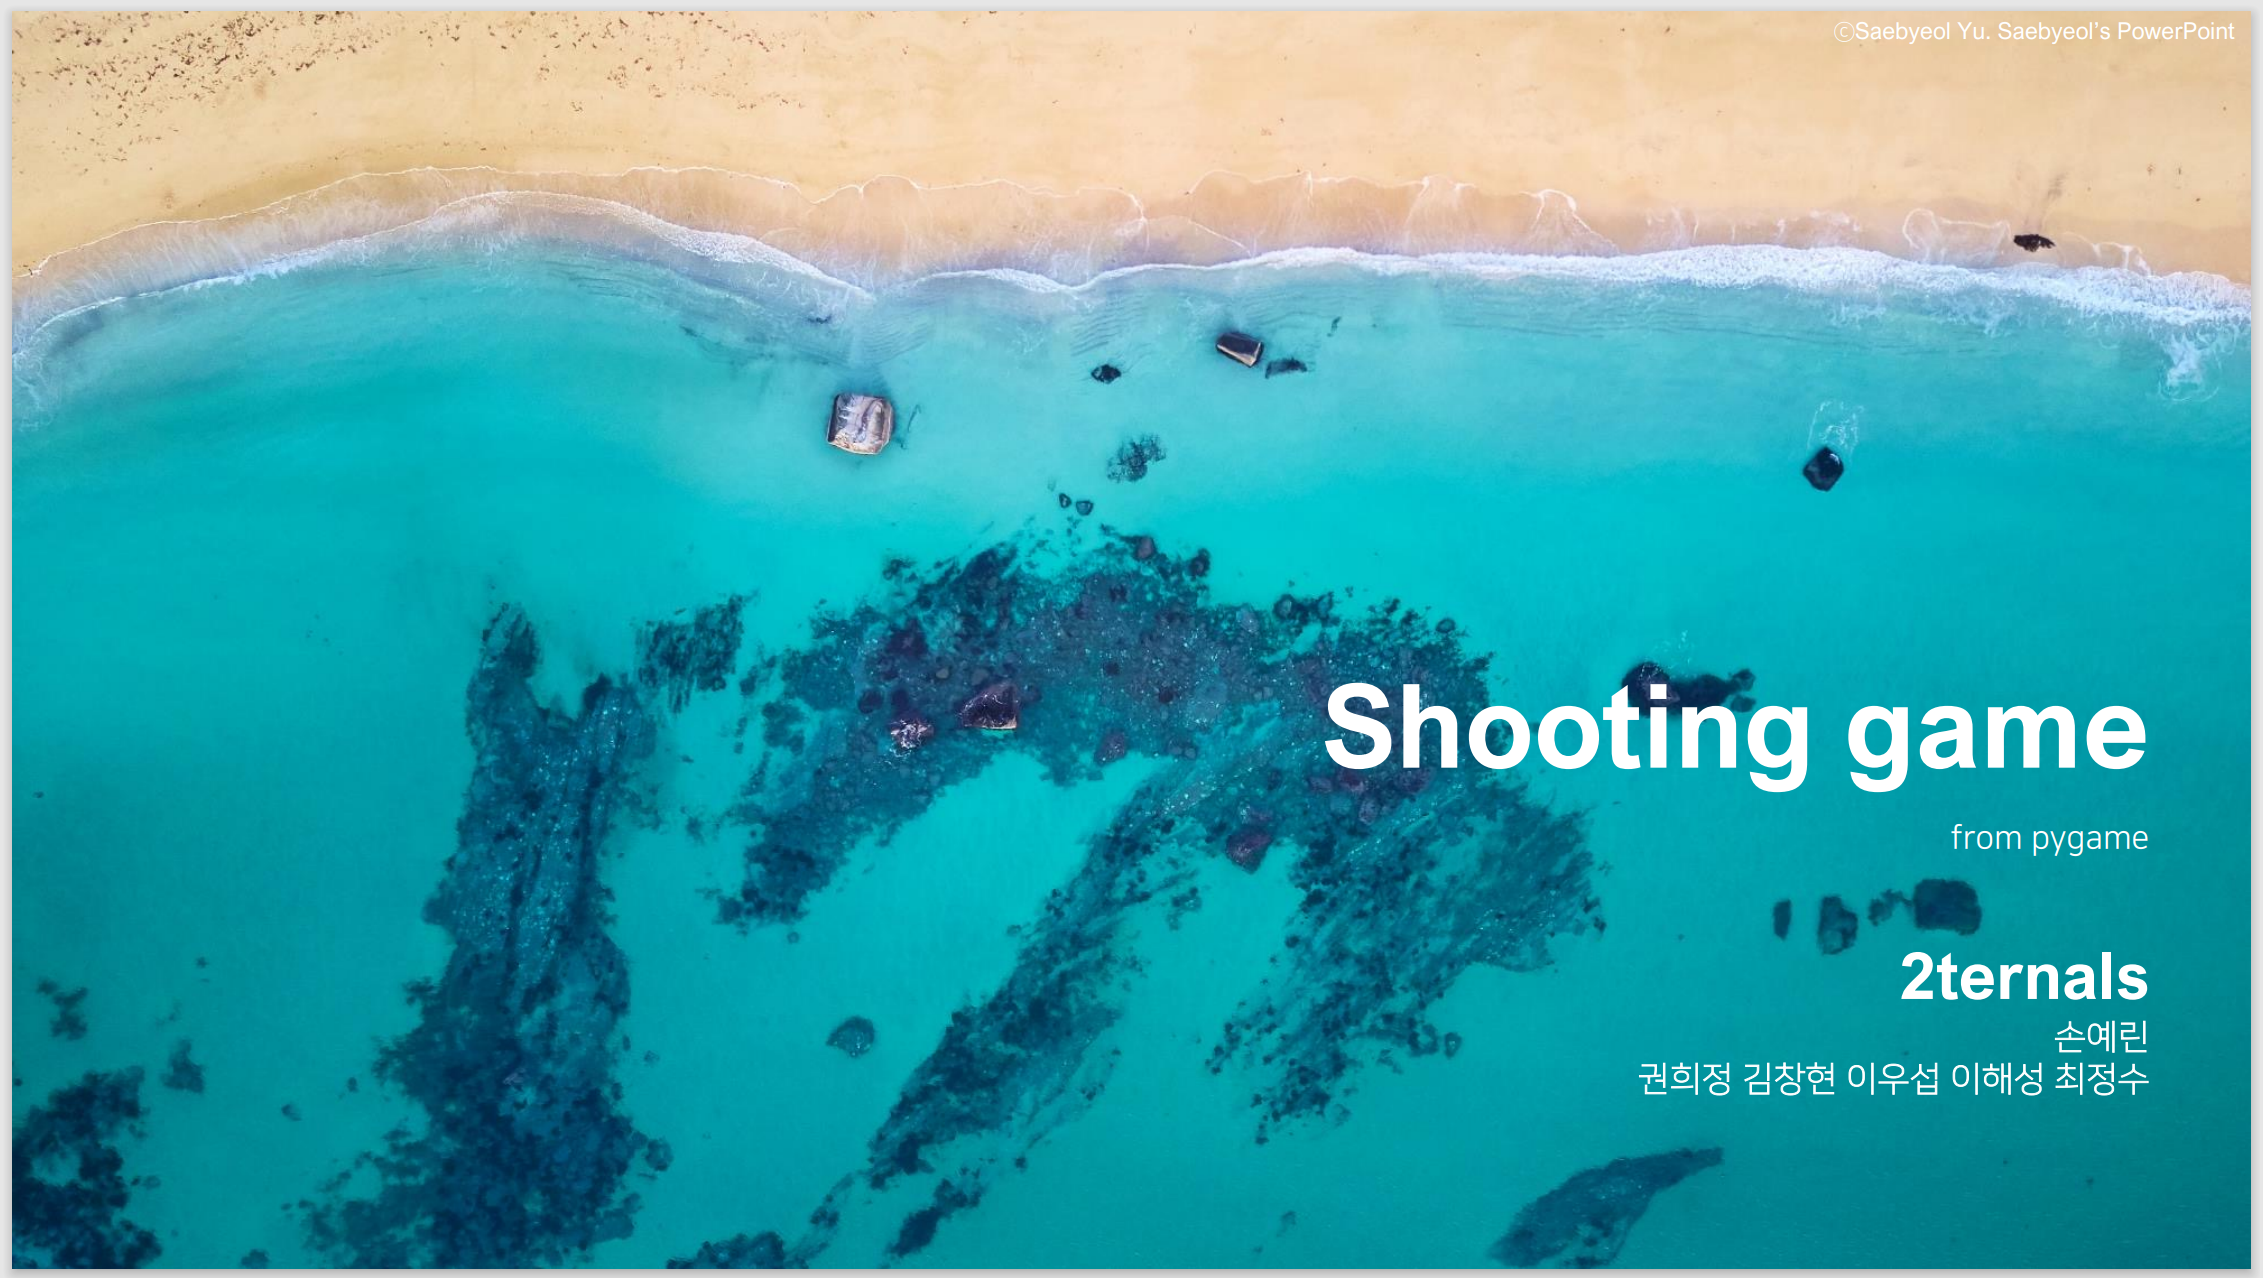 ⓒSaebyeol Yu. Saebyeol’s PowerPoint
Shooting game
from pygame
2ternals
손예린
권희정 김창현 이우섭 이해성 최정수